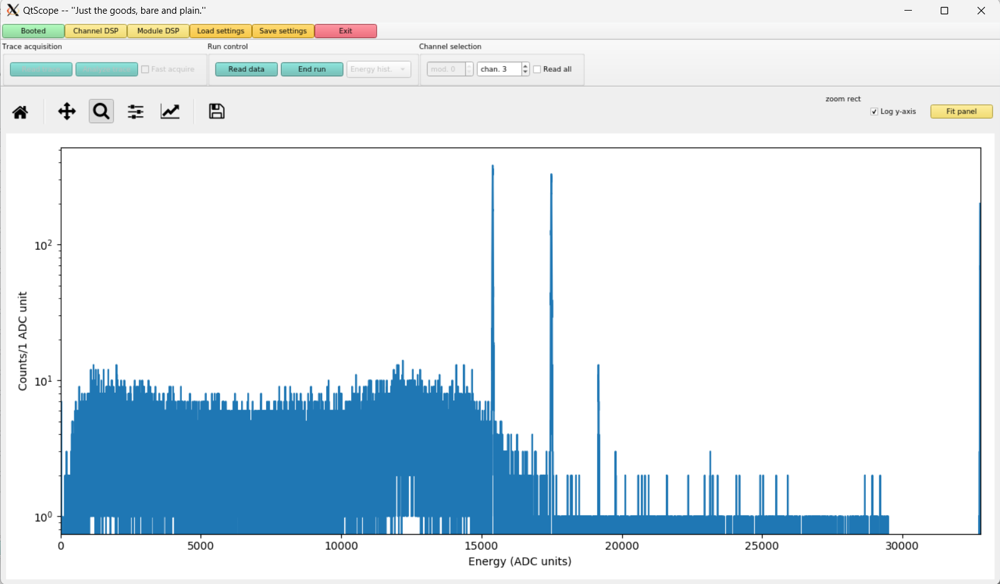 QtScope -- "Just the goods, bare and plain."
Booted Channel DSP Module DSP Load settings Save settings Exit
Trace acquisition Run control Channel selection
Fast acquire Read data End run Energy hist. mod. 0 chan. 3 Read all
zoom rect
Log y-axis Fit panel
10²
10¹
10⁰
Counts/1 ADC unit
0 5000 10000 15000 20000 25000 30000
Energy (ADC units)